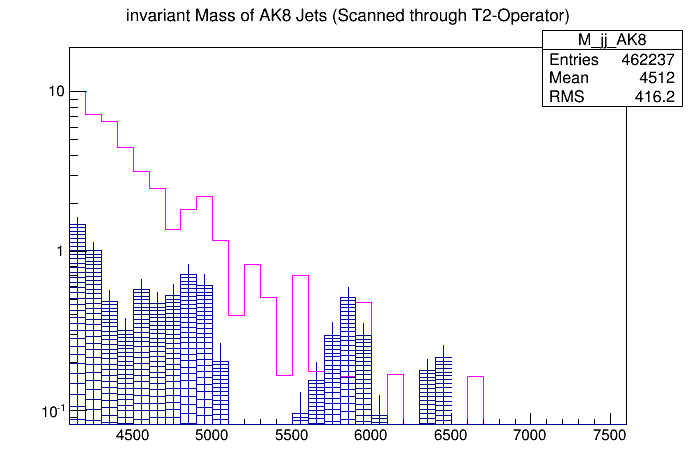 invariant Mass of AK8 Jets (Scanned through T2-Operator)
M_jj_AK8
Entries 462237
Mean 4512
RMS 416.2
10
1
10^-1
4500 5000 5500 6000 6500 7000 7500